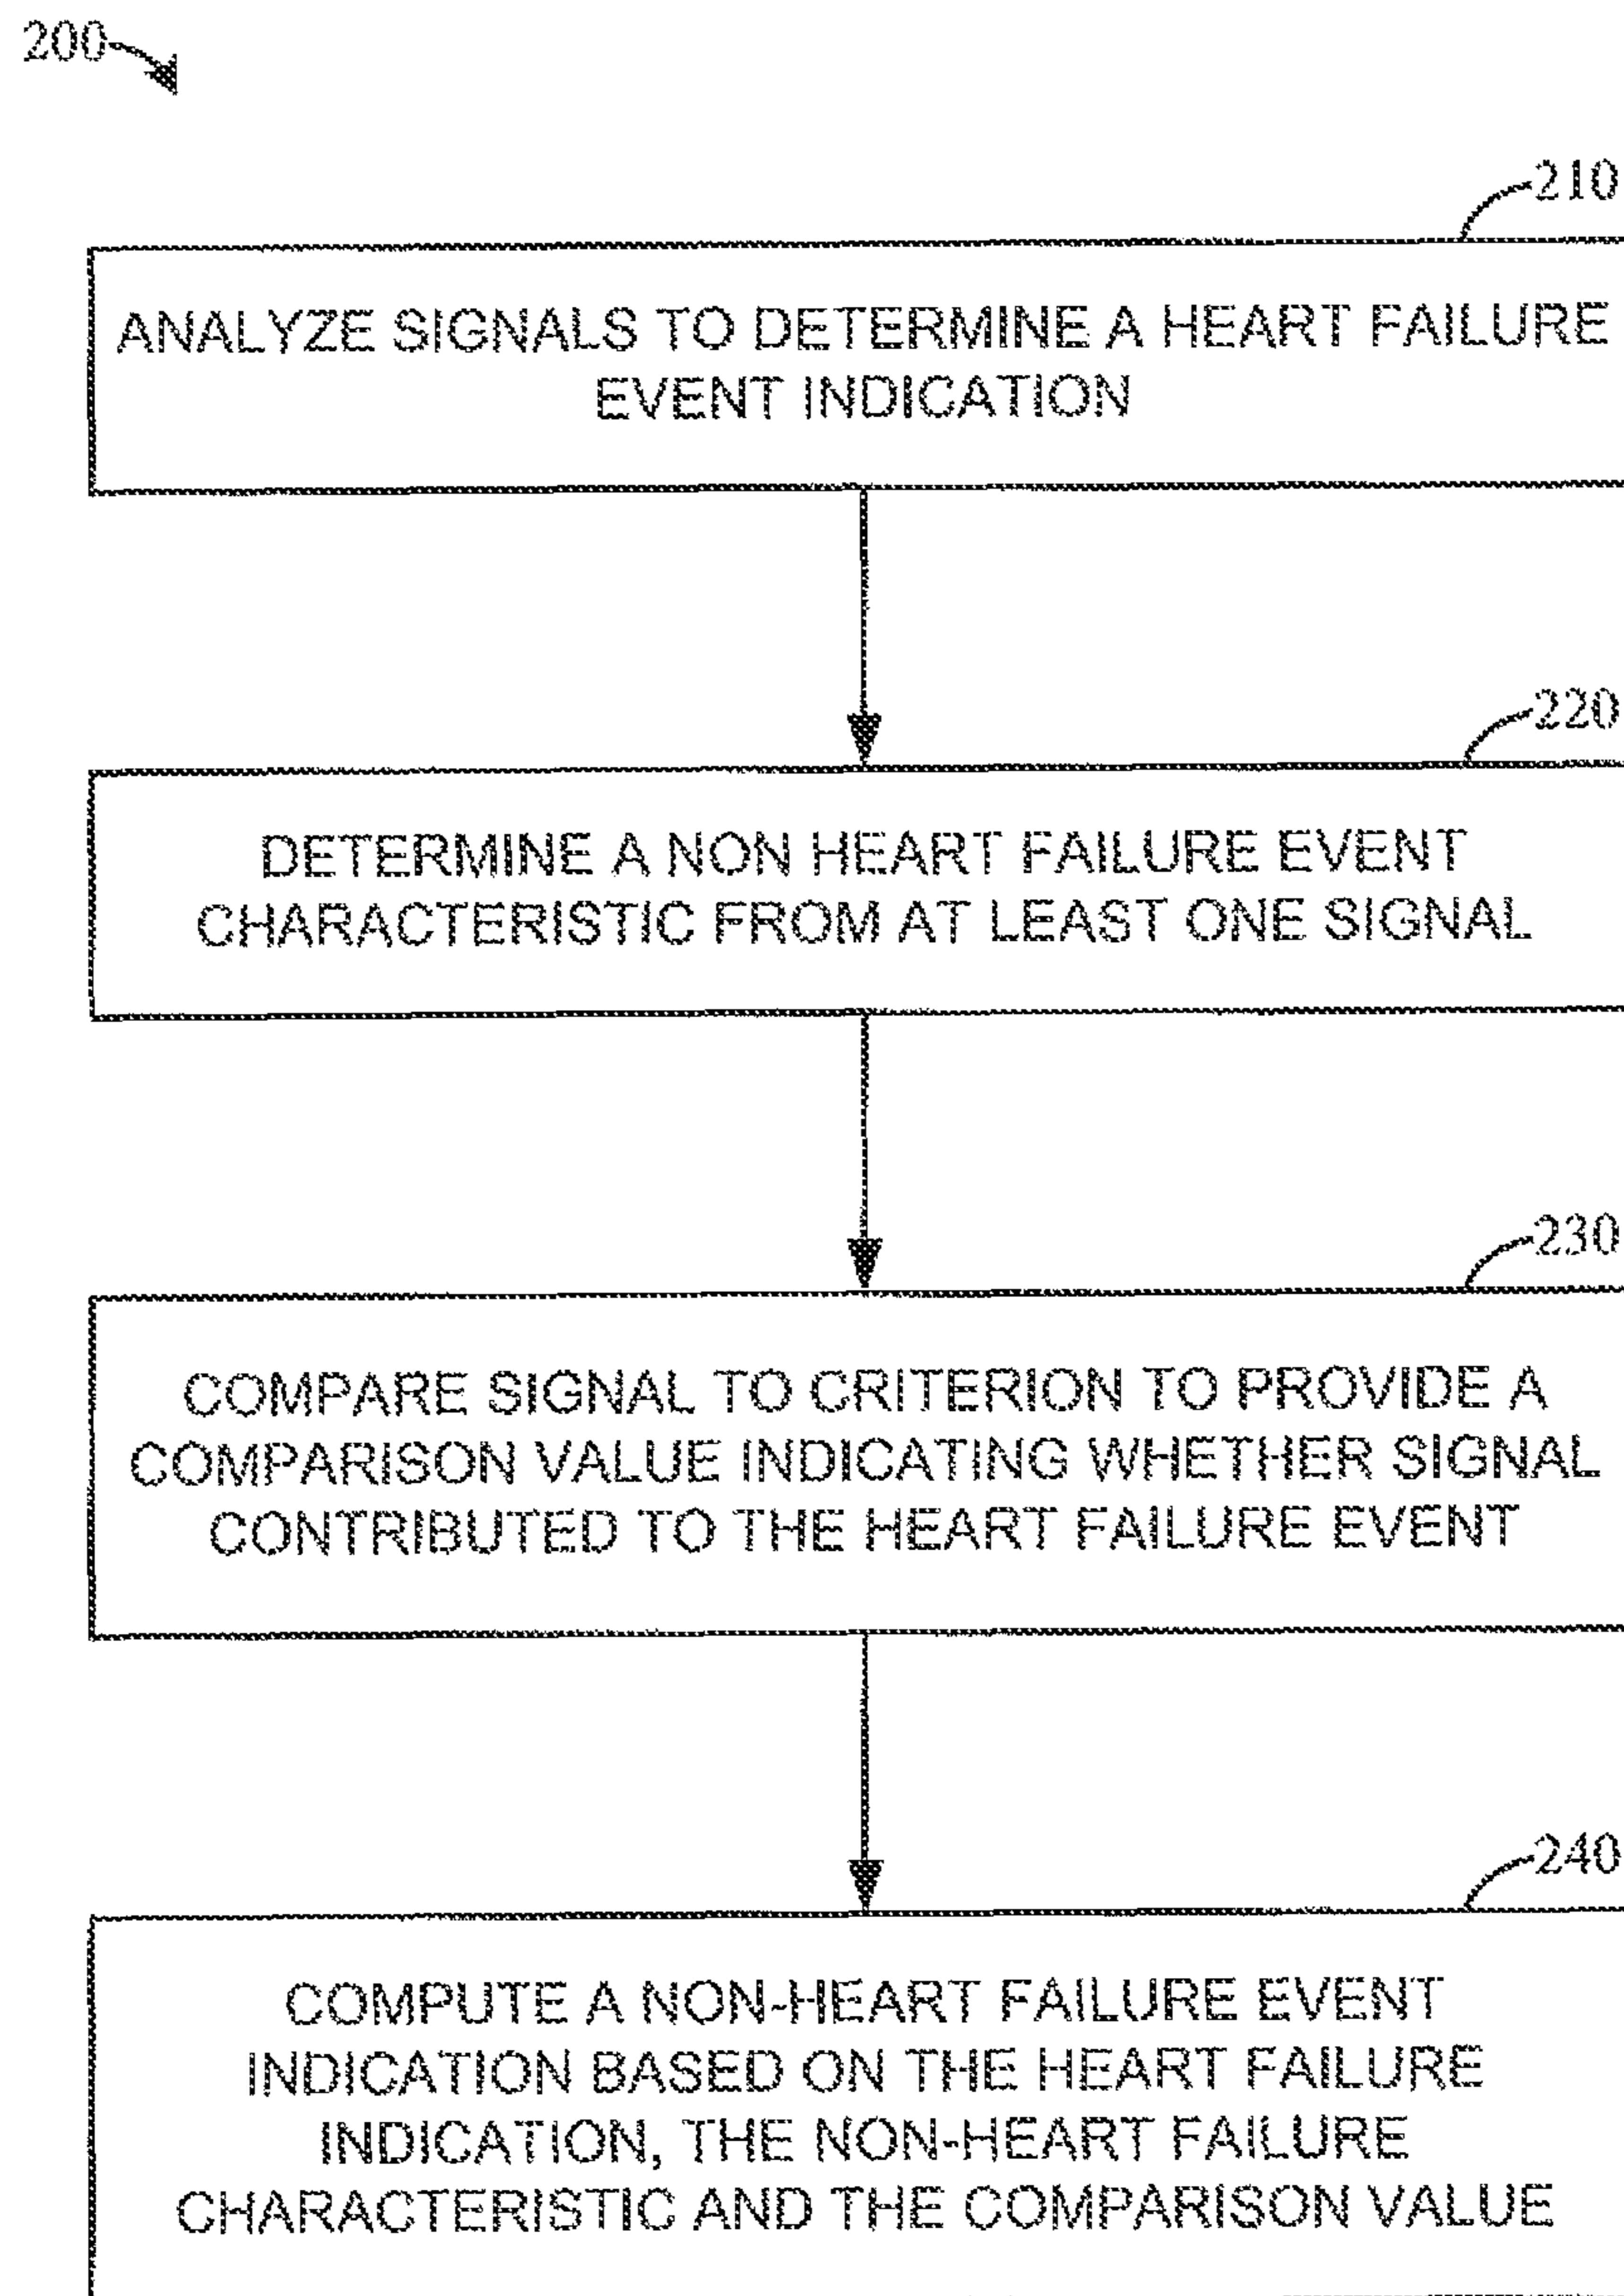 200
210
ANALYZE SIGNALS TO DETERMINE A HEART FAILURE
EVENT INDICATION
220
DETERMINE A NON HEART FAILURE EVENT
CHARACTERISTIC FROM AT LEAST ONE SIGNAL
230
COMPARE SIGNAL TO CRITERION TO PROVIDE A
COMPARISON VALUE INDICATING WHETHER SIGNAL
CONTRIBUTED TO THE HEART FAILURE EVENT
240
COMPUTE A NON-HEART FAILURE EVENT
INDICATION BASED ON THE HEART FAILURE
INDICATION, THE NON-HEART FAILURE
CHARACTERISTIC AND THE COMPARISON VALUE